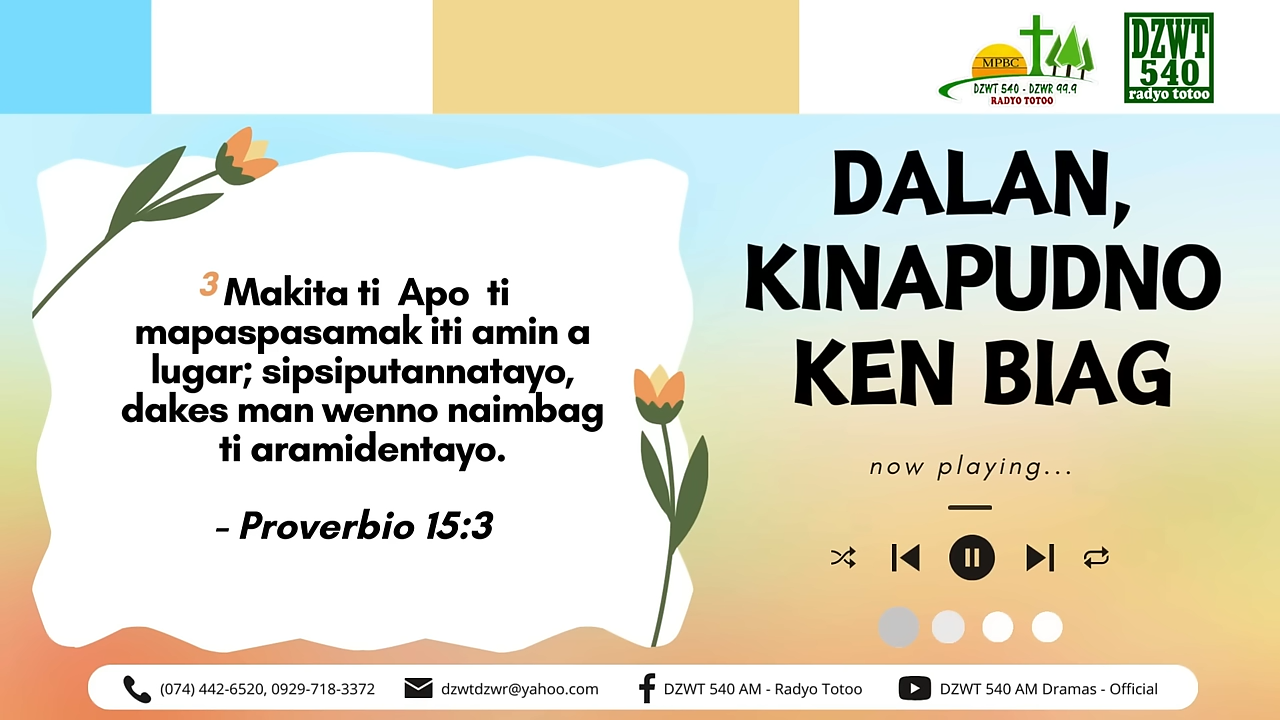 MPBC
DZWT 540 - DZWR 99.9
RADYO TOTOO
DZWT
540
radyo totoo
3 Makita ti Apo ti
mapaspasamak iti amin a
lugar; sipsiputannatayo,
dakes man wenno naimbag
ti aramidentayo.
- Proverbio 15:3
DALAN,
KINAPUDNO
KEN BIAG
now playing...
(074) 442-6520, 0929-718-3372
dzwtdzwr@yahoo.com
DZWT 540 AM - Radyo Totoo
DZWT 540 AM Dramas - Official